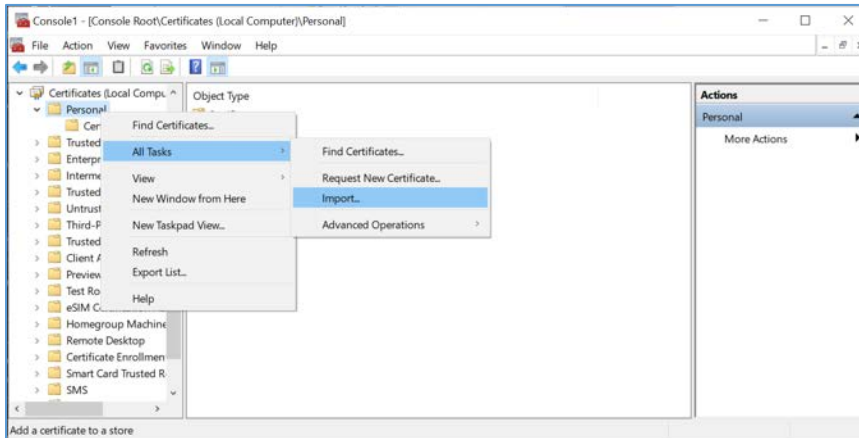 Console1 - [Console Root\Certificates (Local Computer)\Personal]
File Action View Favorites Window Help
Certificates (Local Compu
Personal
Cer
Trusted
Enterpr
Interme
Trusted
Untrust
Third-P
Trusted
Client A
Preview
Test Ro
eSIM C
Homegroup Machine
Remote Desktop
Certificate Enrollmen
Smart Card Trusted R
SMS
Object Type
Find Certificates...
All Tasks
View
New Window from Here
New Taskpad View...
Refresh
Export List...
Help
Find Certificates...
Request New Certificate...
Import...
Advanced Operations
Actions
Personal
More Actions
Add a certificate to a store